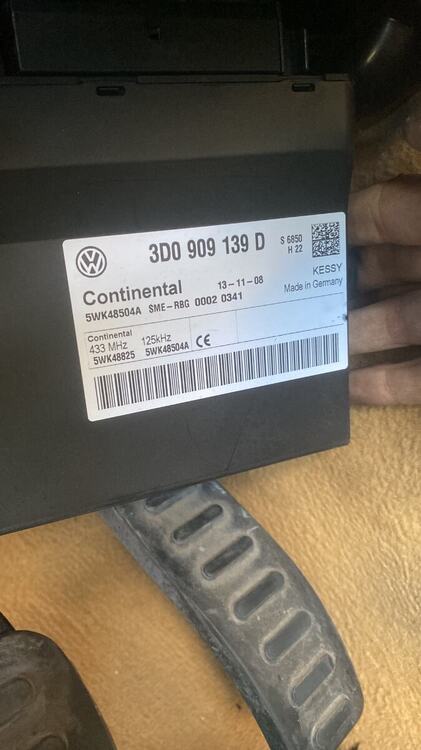 3D0 909 139 D
S 6850
H 22
Continental 13-11-08 KESSY
5WK48504A SME-RBG 0002 0341 Made in Germany
Continental
433 MHz 125kHz
5WK48825 5WK48504A CE